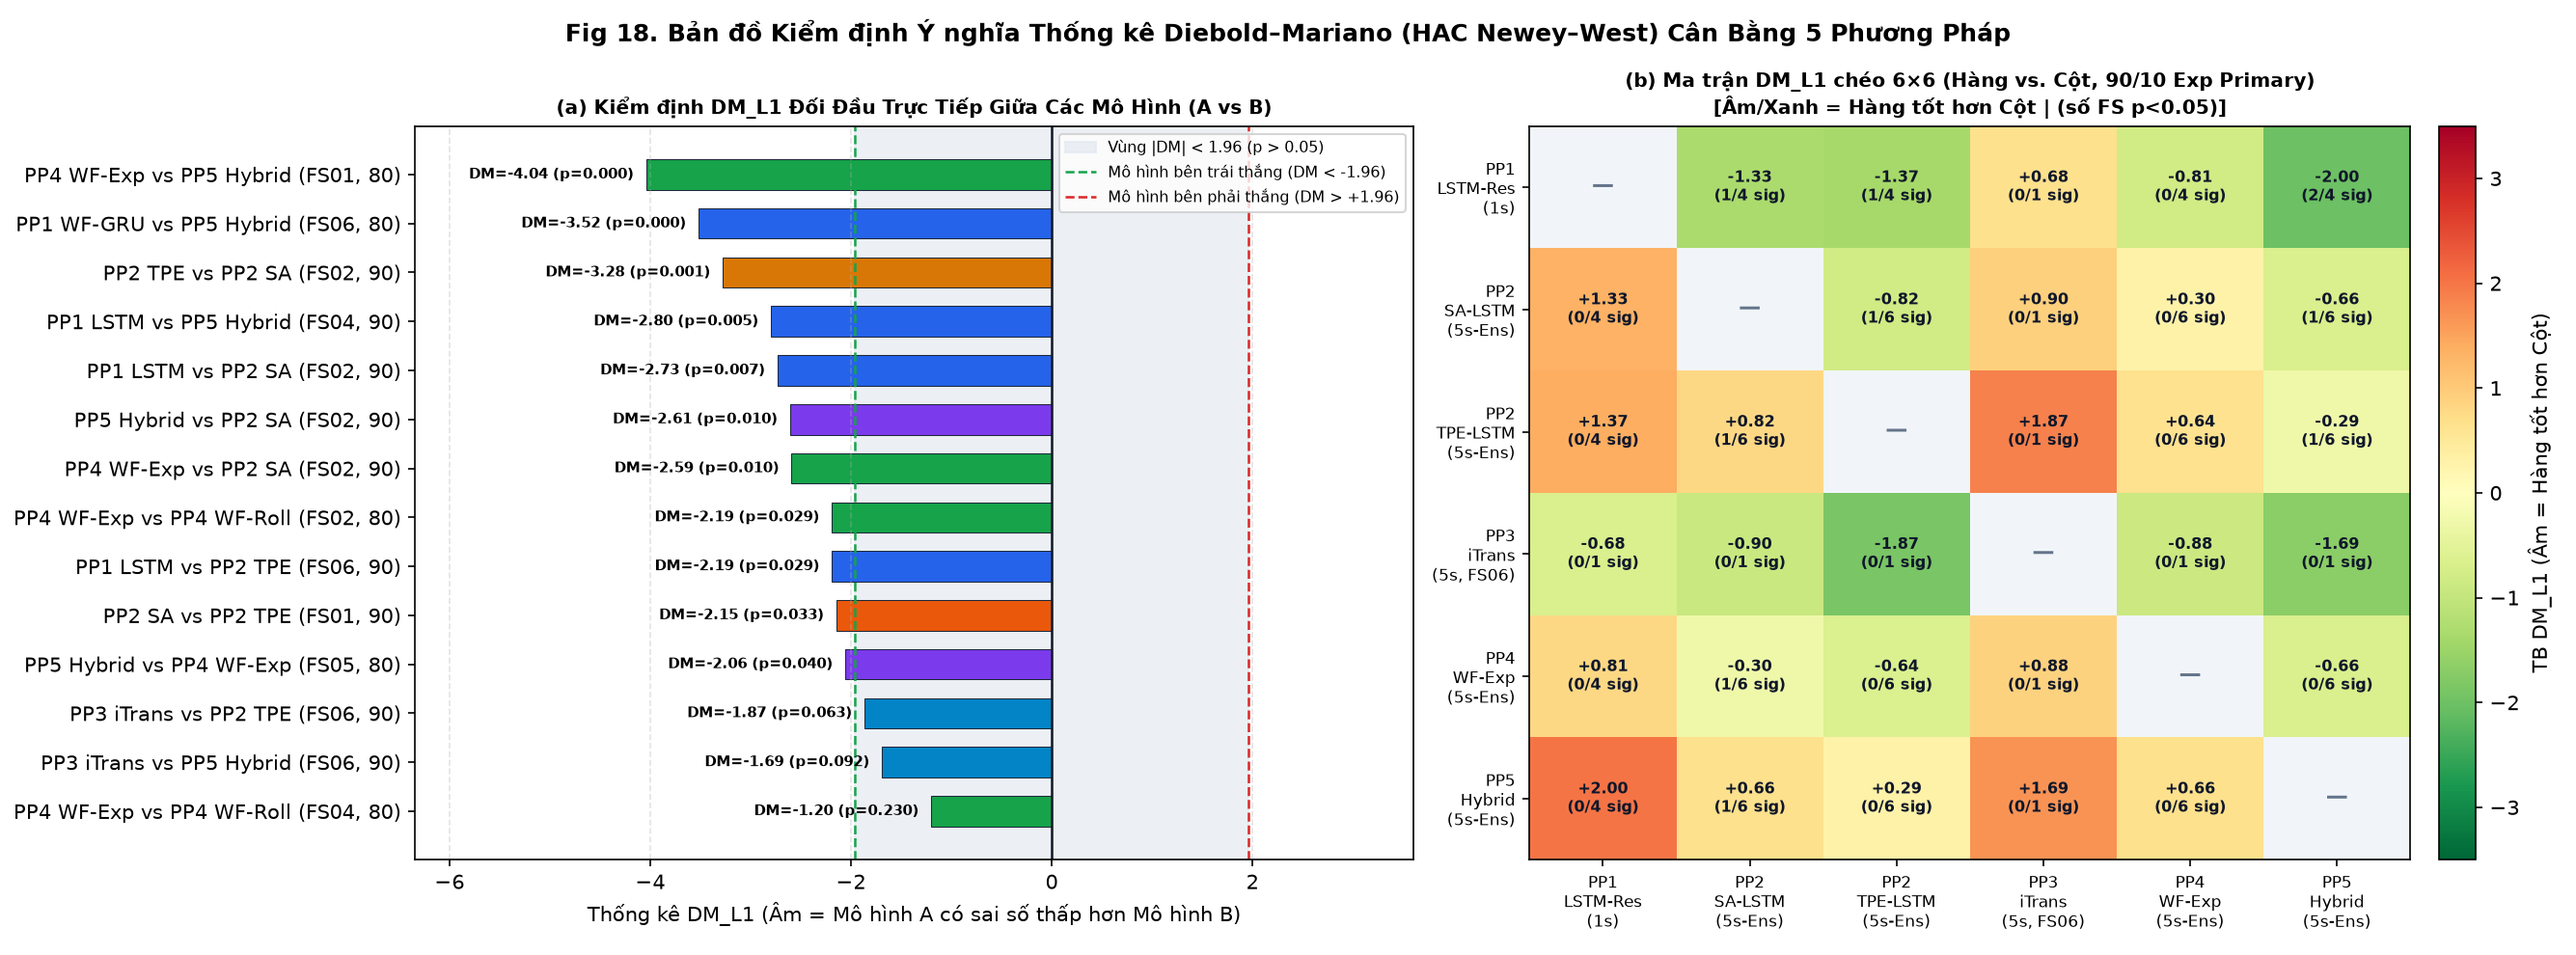 Fig 18. Bản đồ Kiểm định Ý nghĩa Thống kê Diebold–Mariano (HAC Newey–West) Cân Bằng 5 Phương Pháp
(a) Kiểm định DM_L1 Đối Đầu Trực Tiếp Giữa Các Mô Hình (A vs B)
Vùng |DM| < 1.96 (p > 0.05)
Mô hình bên trái thắng (DM < -1.96)
Mô hình bên phải thắng (DM > +1.96)
PP4 WF-Exp vs PP5 Hybrid (FS01, 80) DM=-4.04 (p=0.000)
PP1 WF-GRU vs PP5 Hybrid (FS06, 80) DM=-3.52 (p=0.000)
PP2 TPE vs PP2 SA (FS02, 90) DM=-3.28 (p=0.001)
PP1 LSTM vs PP5 Hybrid (FS04, 90) DM=-2.80 (p=0.005)
PP1 LSTM vs PP2 SA (FS02, 90) DM=-2.73 (p=0.007)
PP5 Hybrid vs PP2 SA (FS02, 90) DM=-2.61 (p=0.010)
PP4 WF-Exp vs PP2 SA (FS02, 90) DM=-2.59 (p=0.010)
PP4 WF-Exp vs PP4 WF-Roll (FS02, 80) DM=-2.19 (p=0.029)
PP1 LSTM vs PP2 TPE (FS06, 90) DM=-2.19 (p=0.029)
PP2 SA vs PP2 TPE (FS01, 90) DM=-2.15 (p=0.033)
PP5 Hybrid vs PP4 WF-Exp (FS05, 80) DM=-2.06 (p=0.040)
PP3 iTrans vs PP2 TPE (FS06, 90) DM=-1.87 (p=0.063)
PP3 iTrans vs PP5 Hybrid (FS06, 90) DM=-1.69 (p=0.092)
PP4 WF-Exp vs PP4 WF-Roll (FS04, 80) DM=-1.20 (p=0.230)
−6 −4 −2 0 2
Thống kê DM_L1 (Âm = Mô hình A có sai số thấp hơn Mô hình B)
(b) Ma trận DM_L1 chéo 6×6 (Hàng vs. Cột, 90/10 Exp Primary)
[Âm/Xanh = Hàng tốt hơn Cột | (số FS p<0.05)]
PP1
LSTM-Res
(1s)
— -1.33 -1.37 +0.68 -0.81 -2.00
(1/4 sig) (1/4 sig) (0/1 sig) (0/4 sig) (2/4 sig)
PP2
SA-LSTM
(5s-Ens)
+1.33 — -0.82 +0.90 +0.30 -0.66
(0/4 sig) (1/6 sig) (0/1 sig) (0/6 sig) (1/6 sig)
PP2
TPE-LSTM
(5s-Ens)
+1.37 +0.82 — +1.87 +0.64 -0.29
(0/4 sig) (1/6 sig) (0/1 sig) (0/6 sig) (1/6 sig)
PP3
iTrans
(5s, FS06)
-0.68 -0.90 -1.87 — -0.88 -1.69
(0/1 sig) (0/1 sig) (0/1 sig) (0/1 sig) (0/1 sig)
PP4
WF-Exp
(5s-Ens)
+0.81 -0.30 -0.64 +0.88 — -0.66
(0/4 sig) (1/6 sig) (0/6 sig) (0/1 sig) (0/6 sig)
PP5
Hybrid
(5s-Ens)
+2.00 +0.66 +0.29 +1.69 +0.66 —
(0/4 sig) (1/6 sig) (0/6 sig) (0/1 sig) (0/6 sig)
PP1 PP2 PP2 PP3 PP4 PP5
LSTM-Res SA-LSTM TPE-LSTM iTrans WF-Exp Hybrid
(1s) (5s-Ens) (5s-Ens) (5s, FS06) (5s-Ens) (5s-Ens)
3
2
1
0
−1
−2
−3
TB DM_L1 (Âm = Hàng tốt hơn Cột)